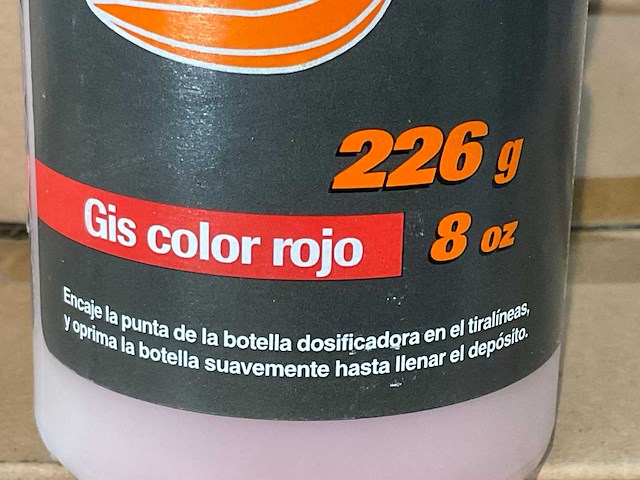 226 g
Gis color rojo
8 oz
Encaje la punta de la botella dosificadora en el tiralíneas,
y oprima la botella suavemente hasta llenar el depósito.